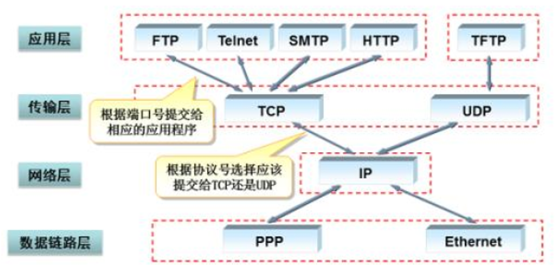 应用层
FTP
Telnet
SMTP
HTTP
TFTP
根据端口号提交给
相应的应用程序
传输层
TCP
UDP
根据协议号选择应该
提交给TCP还是UDP
网络层
IP
数据链路层
PPP
Ethernet